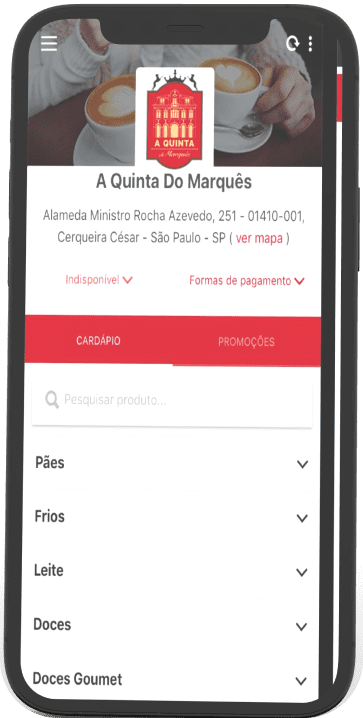 A QUINTA
do Marquês
A Quinta Do Marquês
Alameda Ministro Rocha Azevedo, 251 - 01410-001,
Cerqueira César - São Paulo - SP ( ver mapa )
Indisponível
Formas de pagamento
CARDÁPIO
PROMOÇÕES
Pesquisar produto...
Pães
Frios
Leite
Doces
Doces Goumet